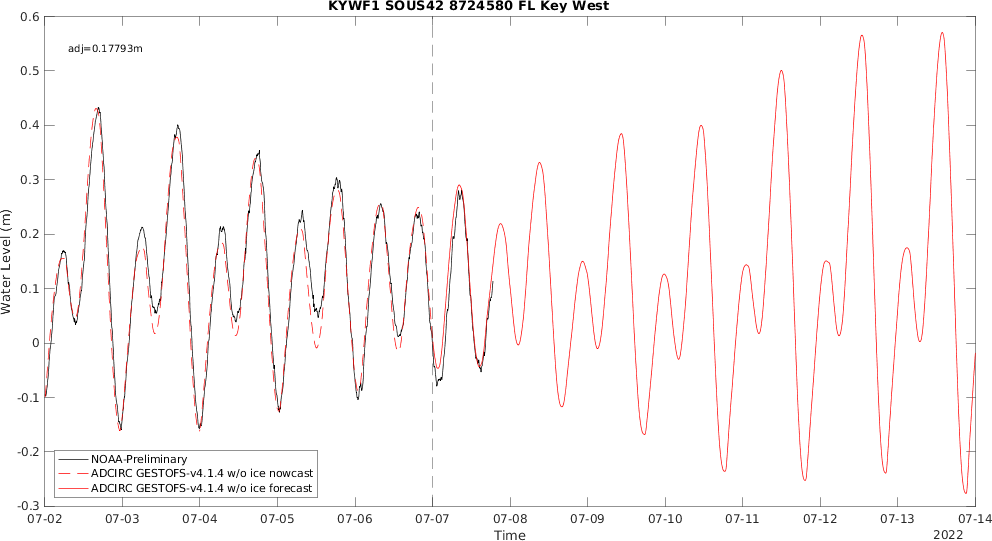 KYWF1 SOUS42 8724580 FL Key West
adj=0.17793m
0.6
0.5
0.4
0.3
0.2
0.1
0
-0.1
-0.2
-0.3
Water Level (m)
NOAA-Preliminary
ADCIRC GESTOFS-v4.1.4 w/o ice nowcast
ADCIRC GESTOFS-v4.1.4 w/o ice forecast
07-02 07-03 07-04 07-05 07-06 07-07 07-08 07-09 07-10 07-11 07-12 07-13 07-14
Time
2022